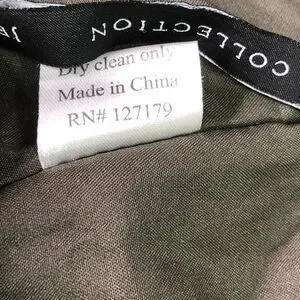 COLLECTION
Dry clean only
Made in China
RN# 127179